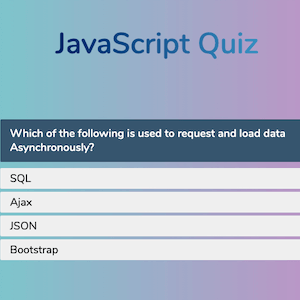 JavaScript Quiz
Which of the following is used to request and load data
Asynchronously?
SQL
Ajax
JSON
Bootstrap